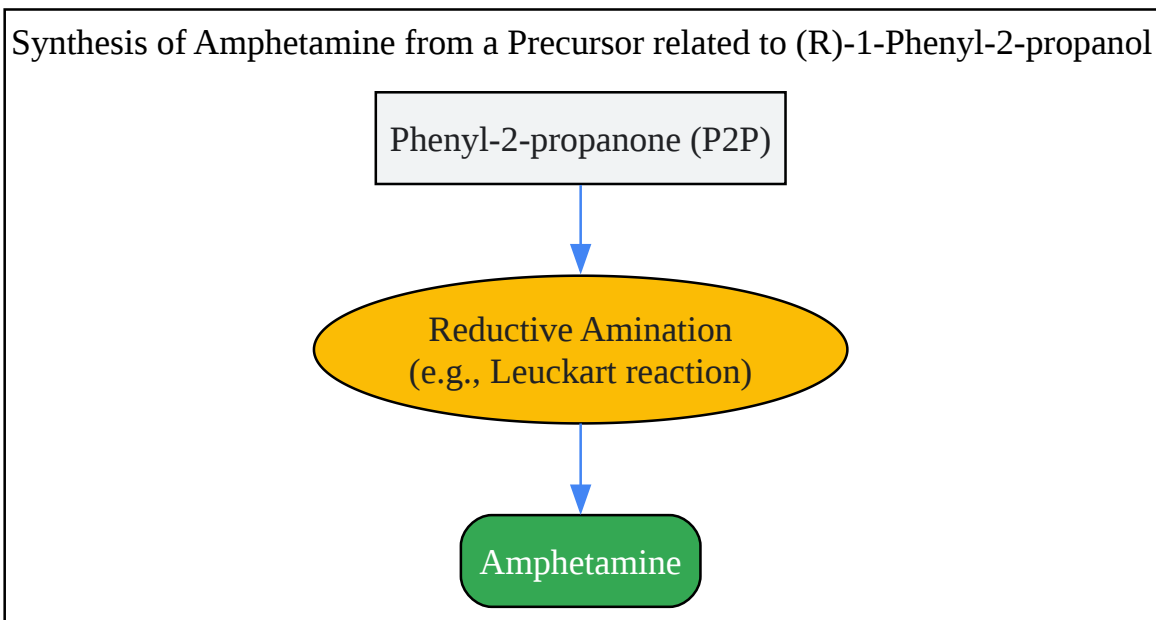 Synthesis of Amphetamine from a Precursor related to (R)-1-Phenyl-2-propanol
Phenyl-2-propanone (P2P)
Reductive Amination
(e.g., Leuckart reaction)
Amphetamine